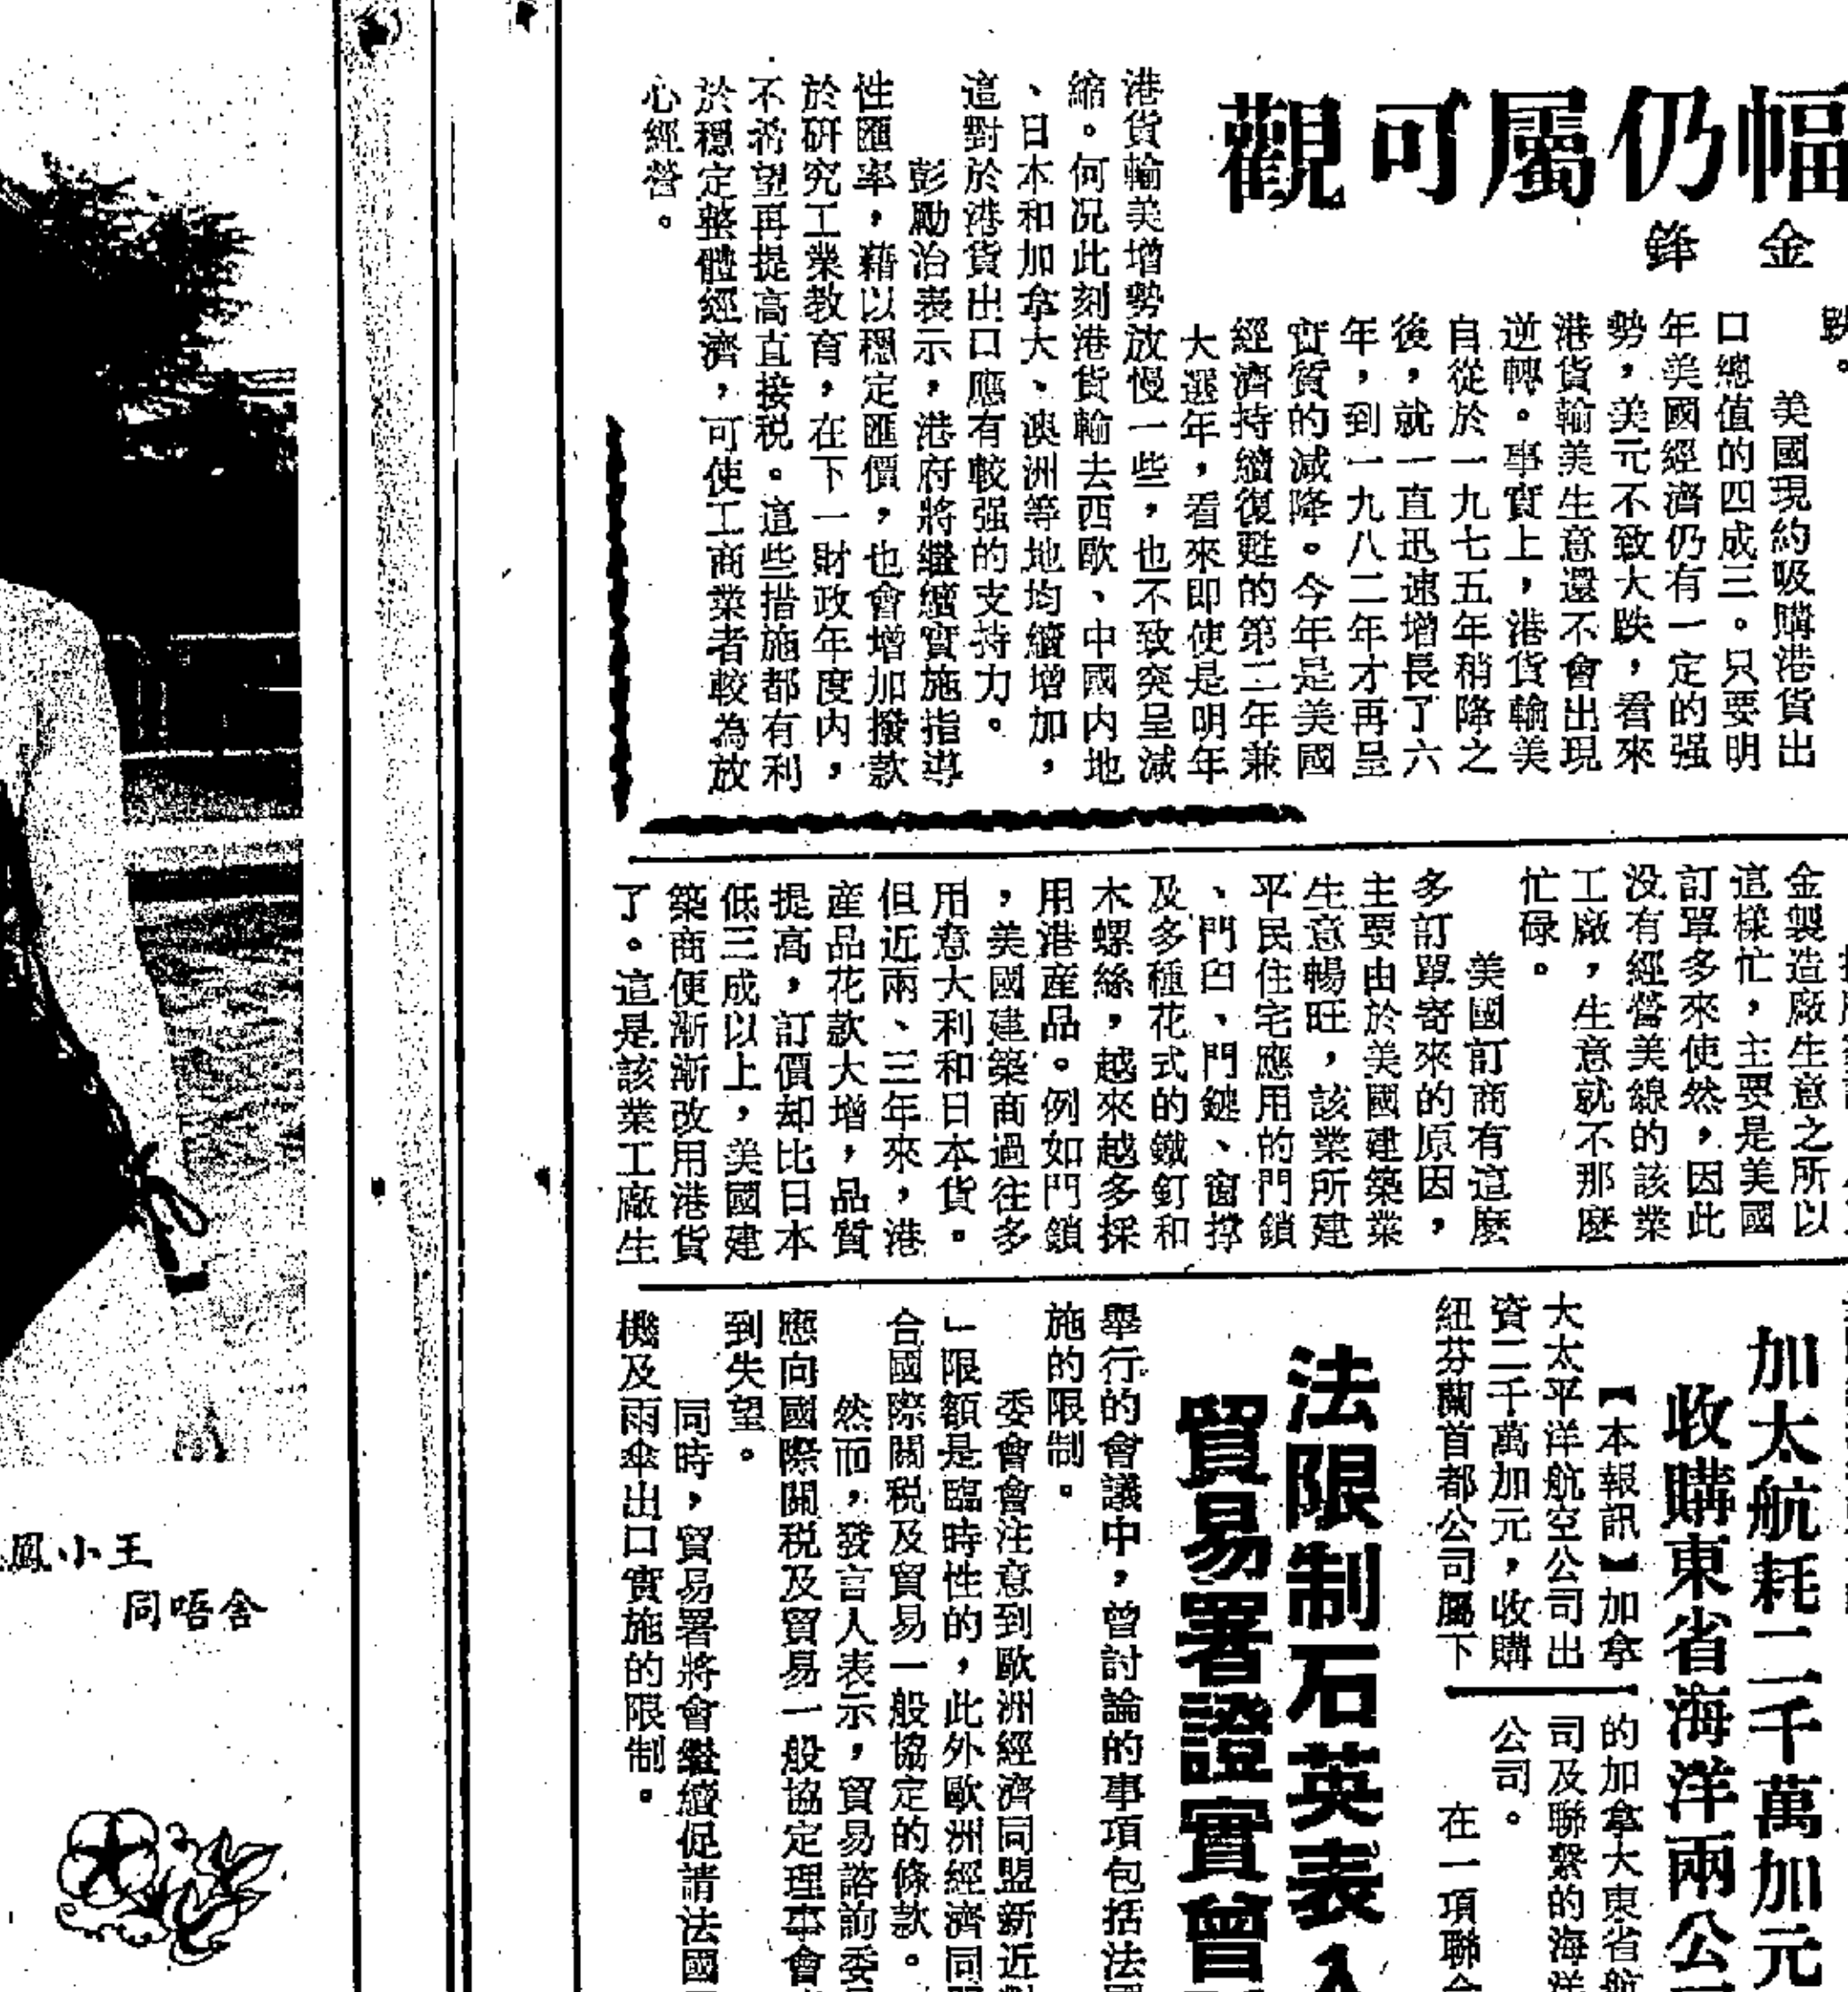 幅仍屬可觀
金鋒
跌。
美國現約吸購港貨出
口總值的四成三。只要明
年美國經濟仍有一定的强
勢，美元不致大跌，看來
港貨輸美生意還不會出現
逆轉。事實上，港貨輸美
自從於一九七五年稍降之
後，就一直迅速增長了六
年，到一九八二年才再呈
實質的減降。今年是美國
經濟持續復甦的第二年兼
大選年，看來即使是明年
港貨輸美增勢放慢一些，也不致突呈減
縮。何况此刻港貨輸去西歐、中國内地
、日本和加拿大、澳洲等地均續增加，
這對於港貨出口應有較强的支持力。
彭勵治表示，港府將繼續實施指導
性匯率，藉以穩定匯價，也會增加撥款
於研究工業教育，在下一財政年度内，
不希望再提高直接税。這些措施都有利
於穩定整體經濟，可使工商業者較為放
心經營。
金製造廠生意之所以
這樣忙，主要是美國
訂單多來使然，因此
没有經營美線的該業
工廠，生意就不那麽
忙碌。
美國訂商有這麽
多訂單寄來的原因，
主要由於美國建築業
生意暢旺，該業所建
平民住宅應用的門鎖
、門臼、門鏈、窗撑
及多種花式的鐵釘和
木螺絲，越來越多採
用港産品。例如門鎖
，美國建築商過往多
用意大利和日本貨。
但近兩、三年來，港
産品花款大增，品質
提高，訂價却比日本
低三成以上，美國建
築商便漸漸改用港貨
了。這是該業工廠生
加太航耗二千萬加元
收購東省海洋兩公
【本報訊】加拿
大太平洋航空公司出
資二千萬加元，收購
紐芬蘭首都公司屬下
的加拿大東省航
司及聯繫的海洋
公司。
在一項聯合
法限制石英表入
貿易署證實曾
舉行的會議中，曾討論的事項包括法國
施的限制。
委會會注意到歐洲經濟同盟新近對
」限額是臨時性的，此外歐洲經濟同盟
合國際關税及貿易一般協定的條款。
然而，發言人表示，貿易諮詢委員
應向國際關税及貿易一般協定理事會
到失望。
同時，貿易署將會繼續促請法國
機及雨傘出口實施的限制。
王小鳳
舍唔同